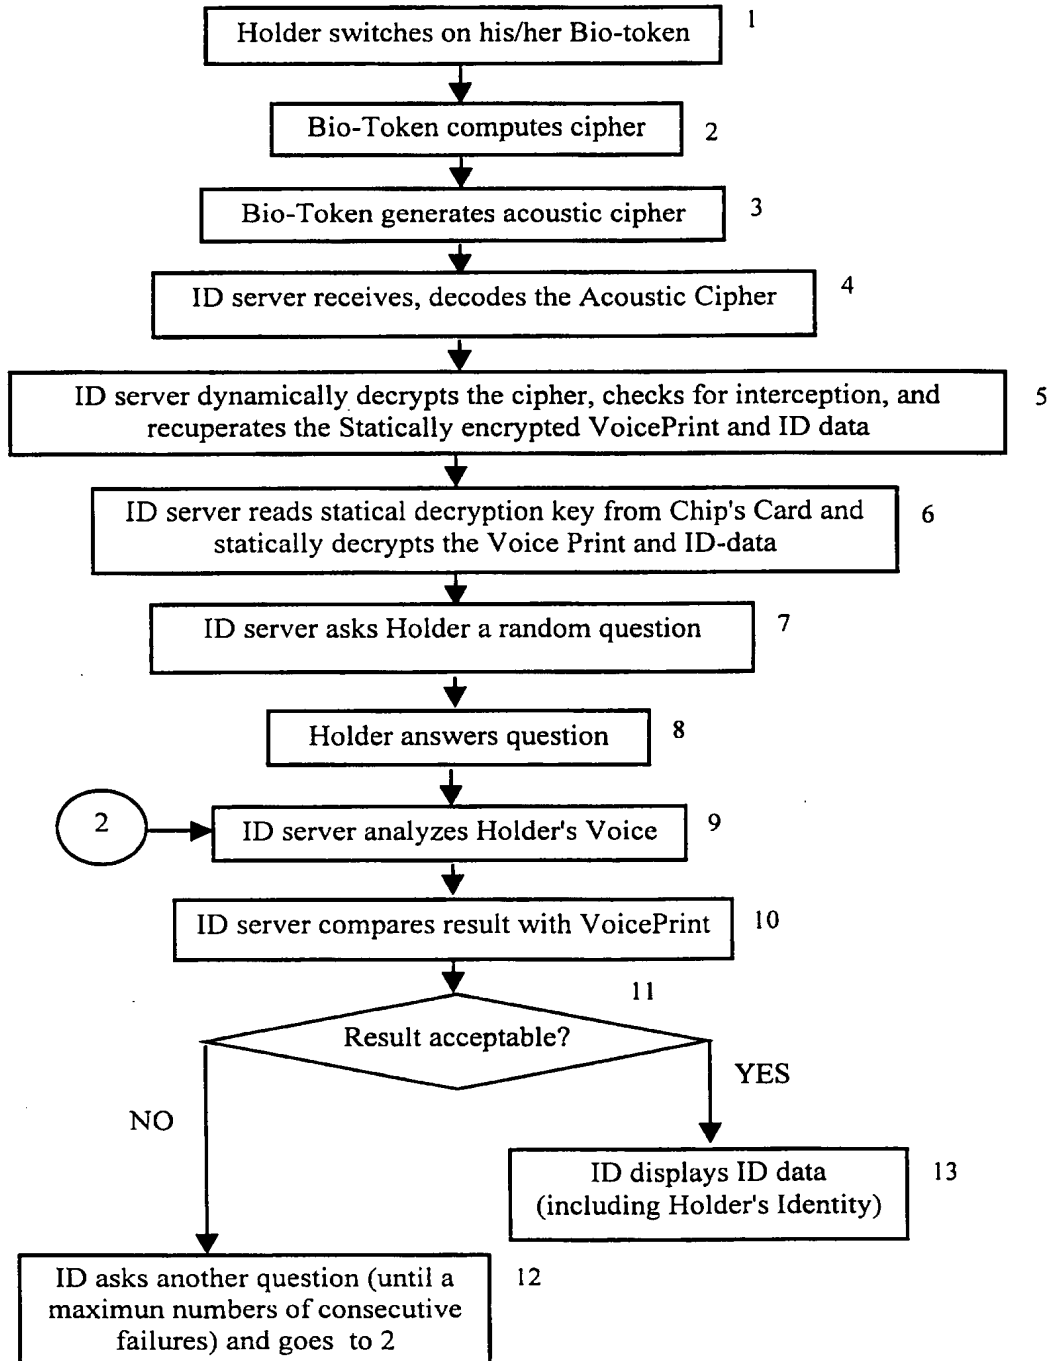 Holder switches on his/her Bio-token
1
Bio-Token computes cipher
2
Bio-Token generates acoustic cipher
3
ID server receives, decodes the Acoustic Cipher
4
ID server dynamically decrypts the cipher, checks for interception, and
recuperates the Statically encrypted VoicePrint and ID data
5
ID server reads statical decryption key from Chip's Card and
statically decrypts the Voice Print and ID-data
6
ID server asks Holder a random question
7
Holder answers question
8
2
ID server analyzes Holder's Voice
9
ID server compares result with VoicePrint
10
11
Result acceptable?
YES
NO
ID displays ID data
(including Holder's Identity)
13
ID asks another question (until a
maximun numbers of consecutive
failures) and goes to 2
12